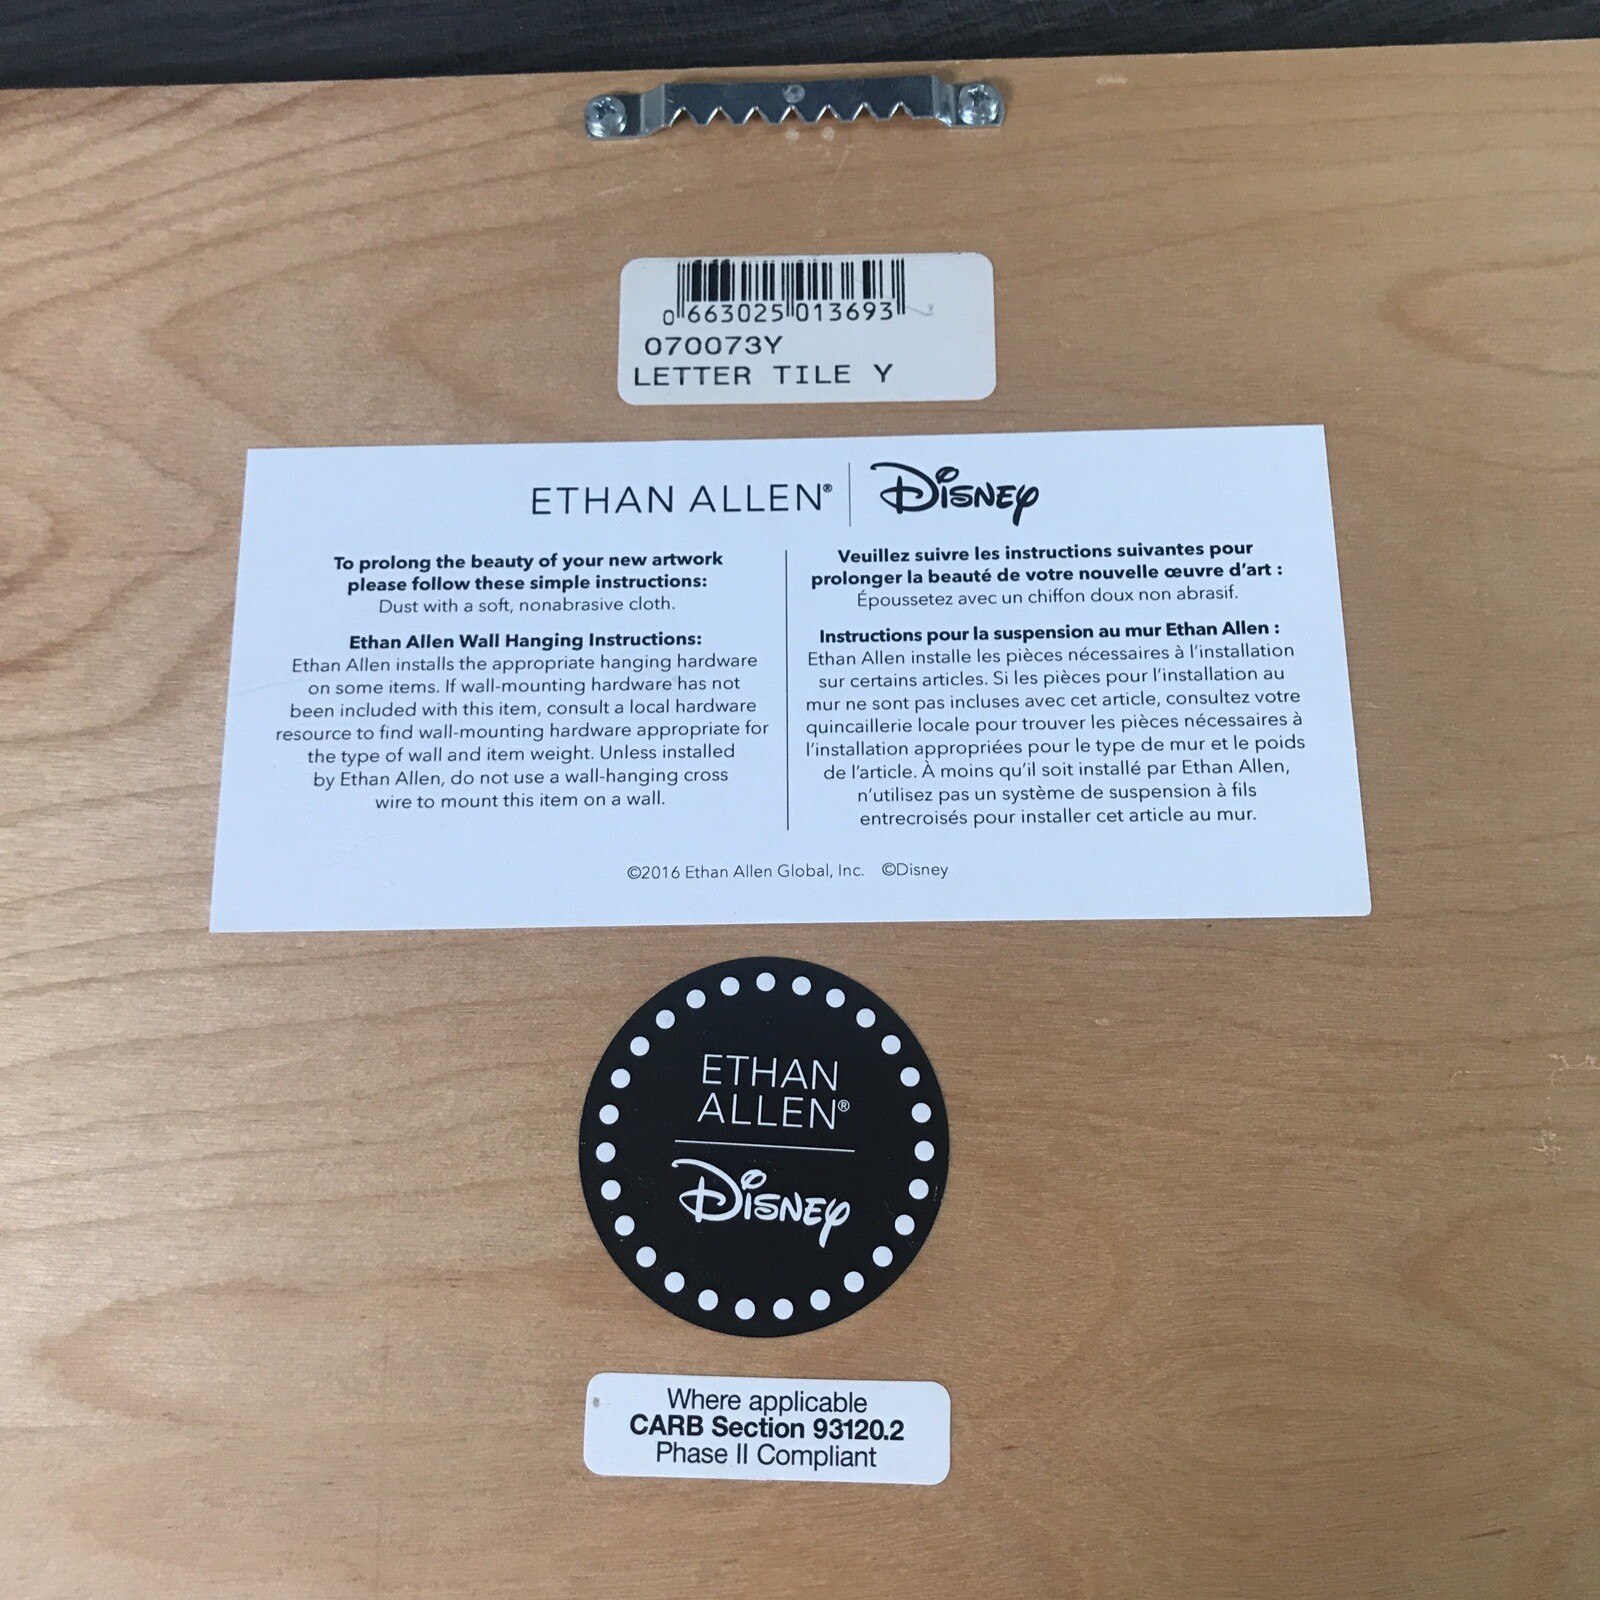 0 663025 013693
070073Y
LETTER TILE Y
ETHAN ALLEN® | Disney
To prolong the beauty of your new artwork
please follow these simple instructions:
Dust with a soft, nonabrasive cloth.
Ethan Allen Wall Hanging Instructions:
Ethan Allen installs the appropriate hanging hardware
on some items. If wall-mounting hardware has not
been included with this item, consult a local hardware
resource to find wall-mounting hardware appropriate for
the type of wall and item weight. Unless installed
by Ethan Allen, do not use a wall-hanging cross
wire to mount this item on a wall.
Veuillez suivre les instructions suivantes pour
prolonger la beauté de votre nouvelle œuvre d'art :
Époussetez avec un chiffon doux non abrasif.
Instructions pour la suspension au mur Ethan Allen :
Ethan Allen installe les pièces nécessaires à l'installation
sur certains articles. Si les pièces pour l'installation au
mur ne sont pas incluses avec cet article, consultez votre
quincaillerie locale pour trouver les pièces nécessaires à
l'installation appropriées pour le type de mur et le poids
de l'article. À moins qu'il soit installé par Ethan Allen,
n'utilisez pas un système de suspension à fils
entrecroisés pour installer cet article au mur.
©2016 Ethan Allen Global, Inc. ©Disney
ETHAN
ALLEN®
Disney
Where applicable
CARB Section 93120.2
Phase II Compliant